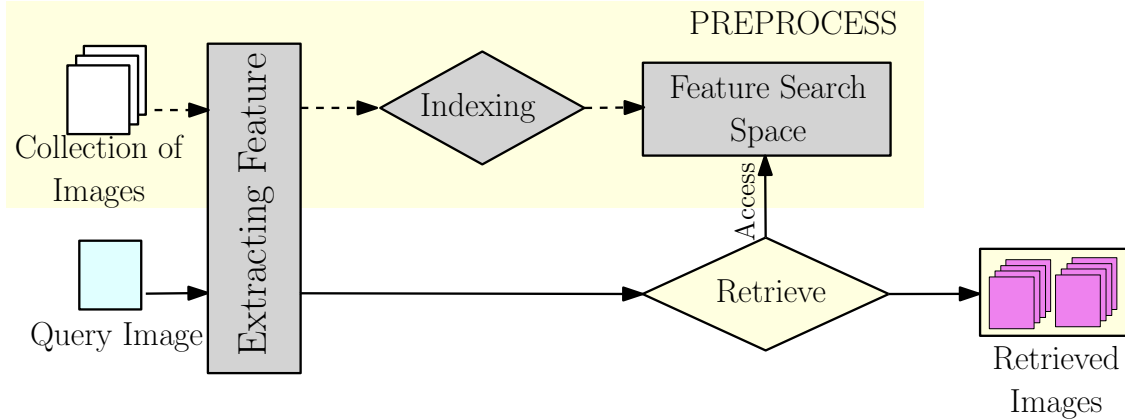 PREPROCESS
Collection of
Images
Extracting Feature
Indexing
Feature Search
Space
Access
Query Image
Retrieve
Retrieved
Images